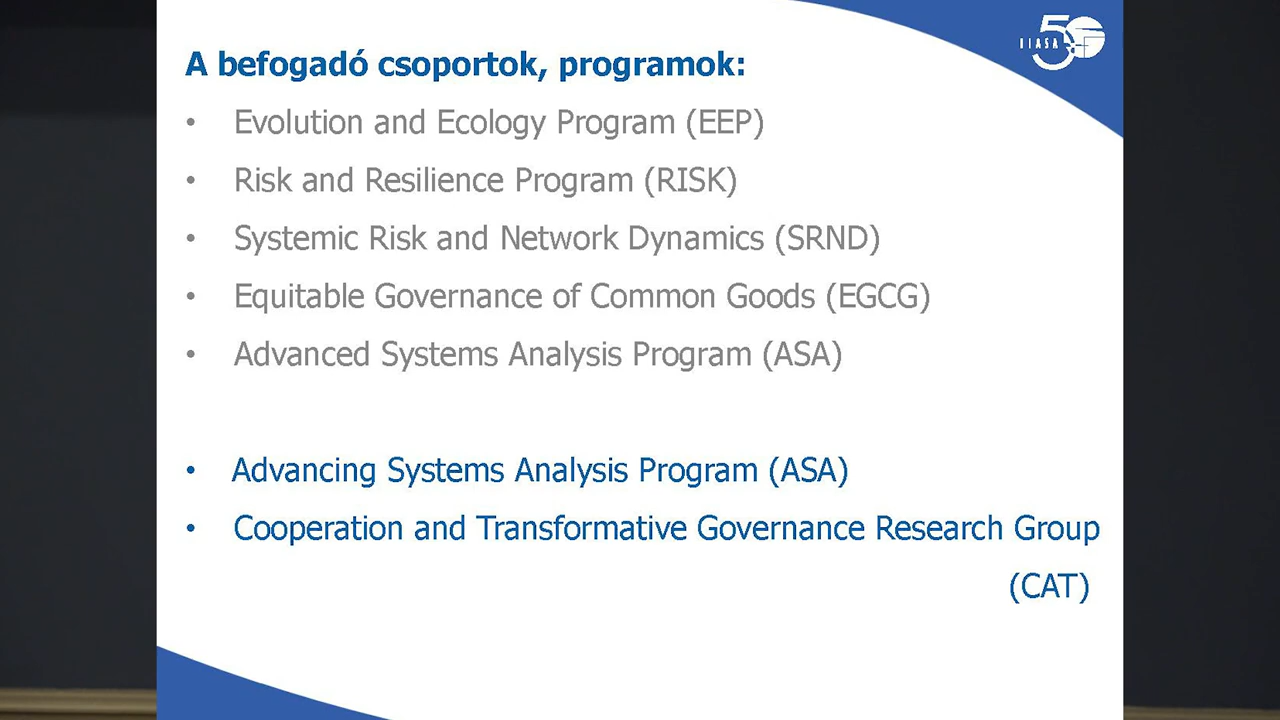 IIASA 50
A befogadó csoportok, programok:
• Evolution and Ecology Program (EEP)
• Risk and Resilience Program (RISK)
• Systemic Risk and Network Dynamics (SRND)
• Equitable Governance of Common Goods (EGCG)
• Advanced Systems Analysis Program (ASA)
• Advancing Systems Analysis Program (ASA)
• Cooperation and Transformative Governance Research Group
(CAT)